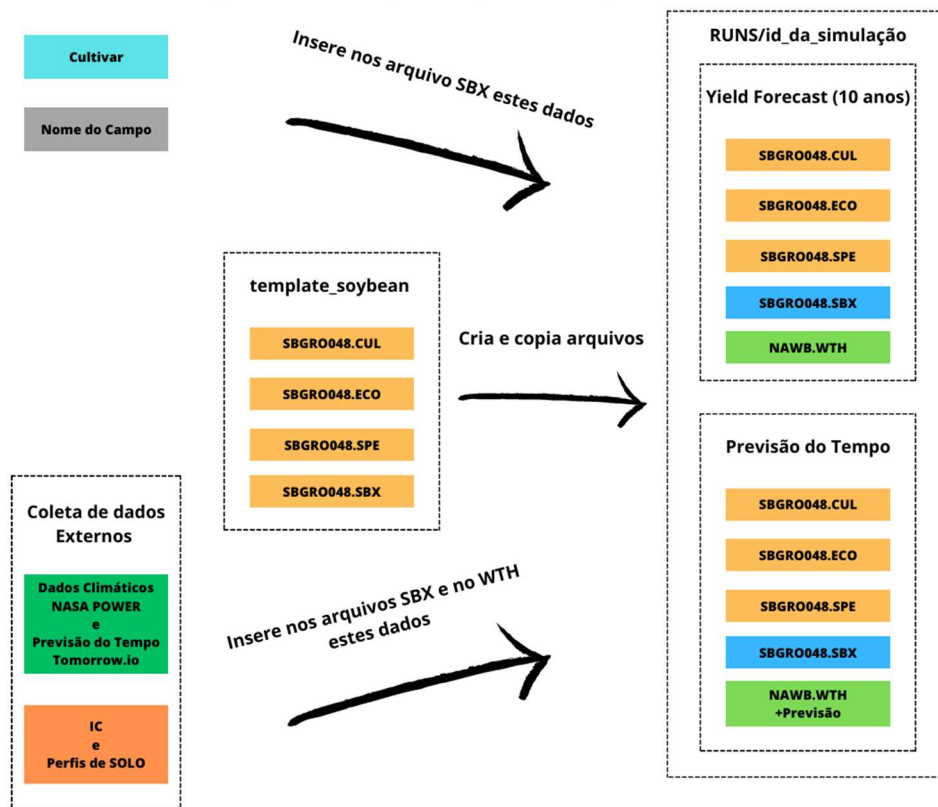 Cultivar
Nome do Campo
Insere nos arquivo SBX estes dados
template_soybean
SBGRO048.CUL
SBGRO048.ECO
SBGRO048.SPE
SBGRO048.SBX
Cria e copia arquivos
Coleta de dados
Externos
Dados Climáticos
NASA POWER
e
Previsão do Tempo
Tomorrow.io
IC
e
Perfis de SOLO
Insere nos arquivos SBX e no WTH
estes dados
RUNS/id_da_simulação
Yield Forecast (10 anos)
SBGRO048.CUL
SBGRO048.ECO
SBGRO048.SPE
SBGRO048.SBX
NAWB.WTH
Previsão do Tempo
SBGRO048.CUL
SBGRO048.ECO
SBGRO048.SPE
SBGRO048.SBX
NAWB.WTH
+Previsão